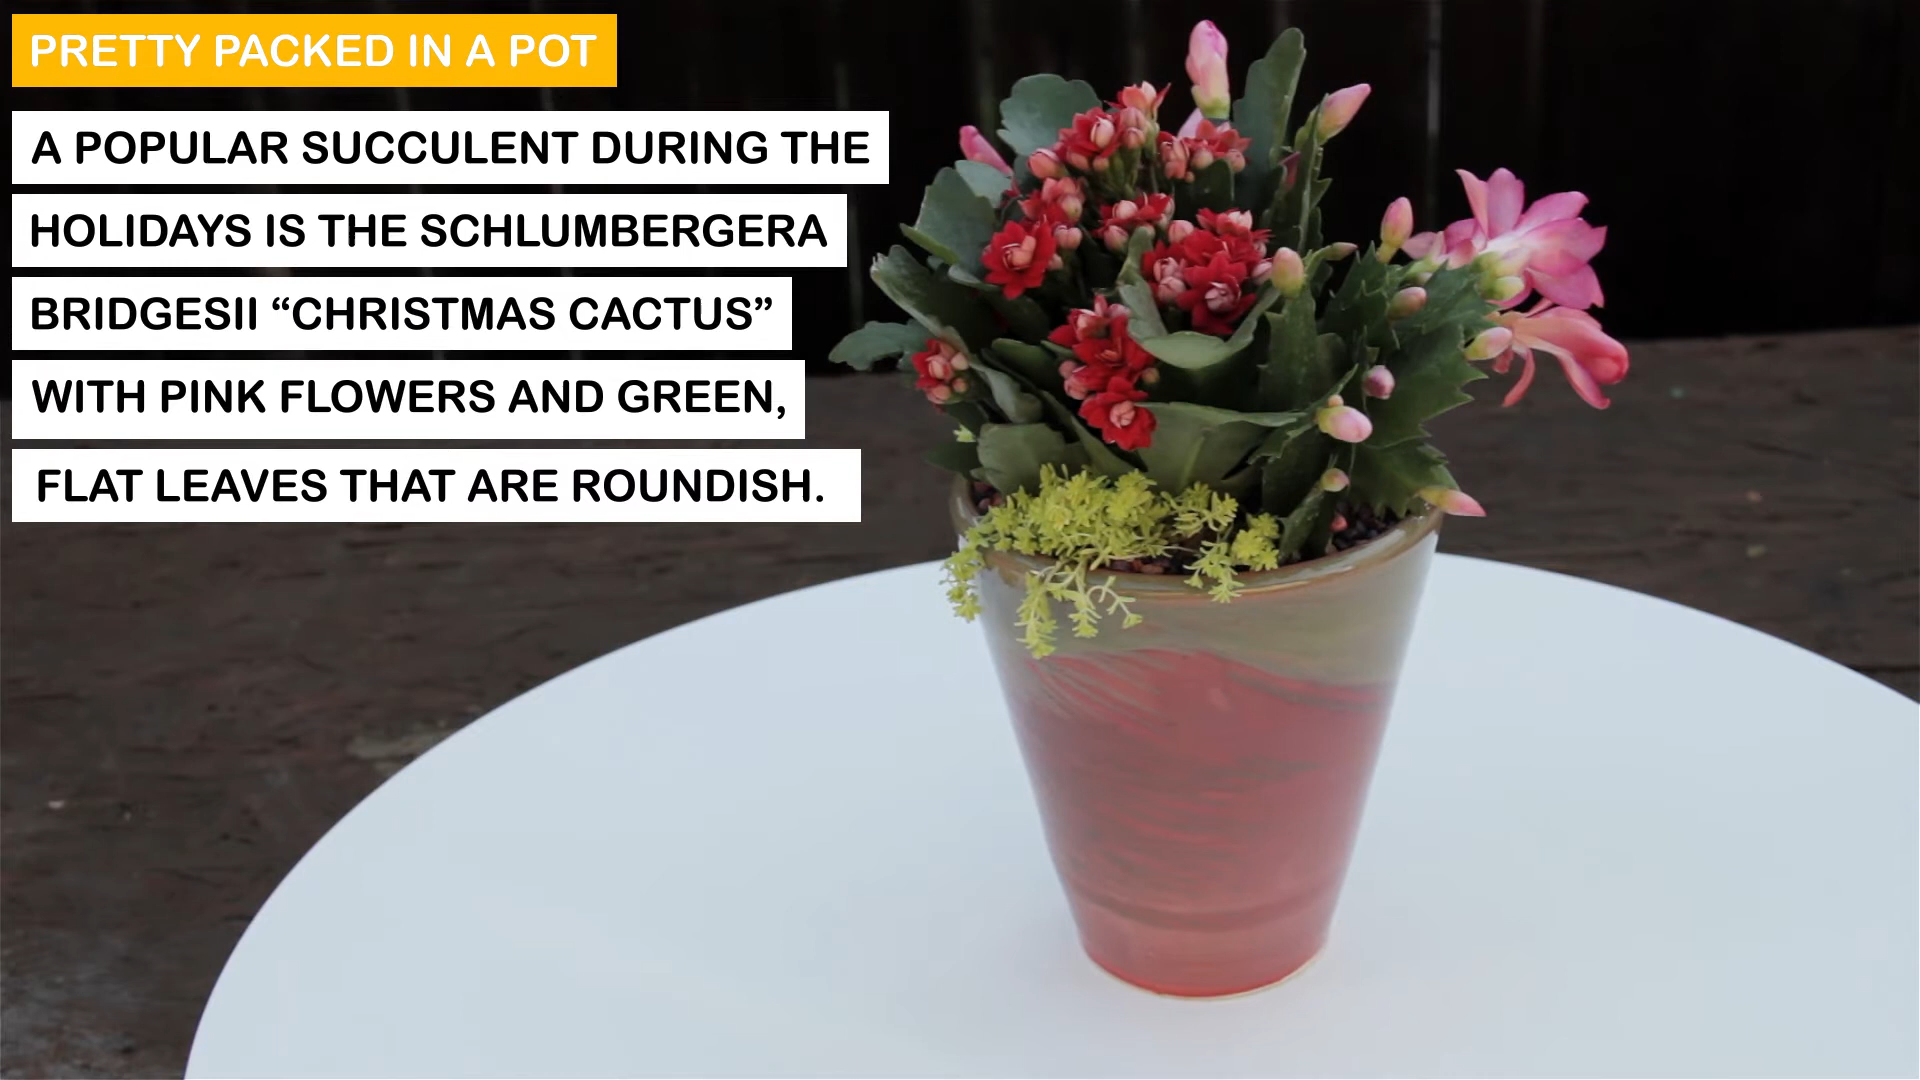 PRETTY PACKED IN A POT
A POPULAR SUCCULENT DURING THE
HOLIDAYS IS THE SCHLUMBERGERA
BRIDGESII “CHRISTMAS CACTUS”
WITH PINK FLOWERS AND GREEN,
FLAT LEAVES THAT ARE ROUNDISH.